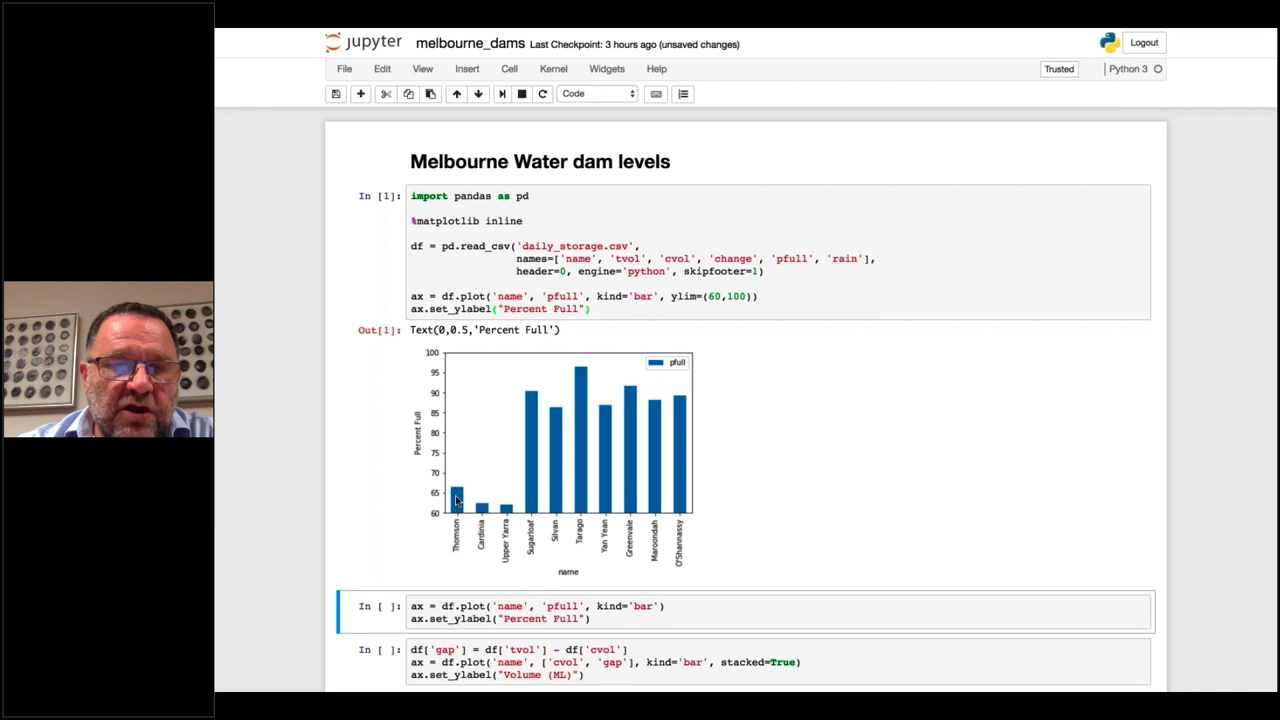 jupyter melbourne_dams Last Checkpoint: 3 hours ago (unsaved changes) Logout
File Edit View Insert Cell Kernel Widgets Help Trusted Python 3
Code
Melbourne Water dam levels
In [1]: import pandas as pd
%matplotlib inline
df = pd.read_csv('daily_storage.csv',
names=['name', 'tvol', 'cvol', 'change', 'pfull', 'rain'],
header=0, engine='python', skipfooter=1)
ax = df.plot('name', 'pfull', kind='bar', ylim=(60,100))
ax.set_ylabel("Percent Full")
Out[1]: Text(0,0.5,'Percent Full')
100
95
90
85
80
75
70
65
60
Percent Full
pfull
Thomson
Cardinia
Upper Yarra
Sugarloaf
Silvan
Tarago
Yan Yean
Greenvale
Maroondah
O'Shannassy
name
In [ ]: ax = df.plot('name', 'pfull', kind='bar')
ax.set_ylabel("Percent Full")
In [ ]: df['gap'] = df['tvol'] - df['cvol']
ax = df.plot('name', ['cvol', 'gap'], kind='bar', stacked=True)
ax.set_ylabel("Volume (ML)")